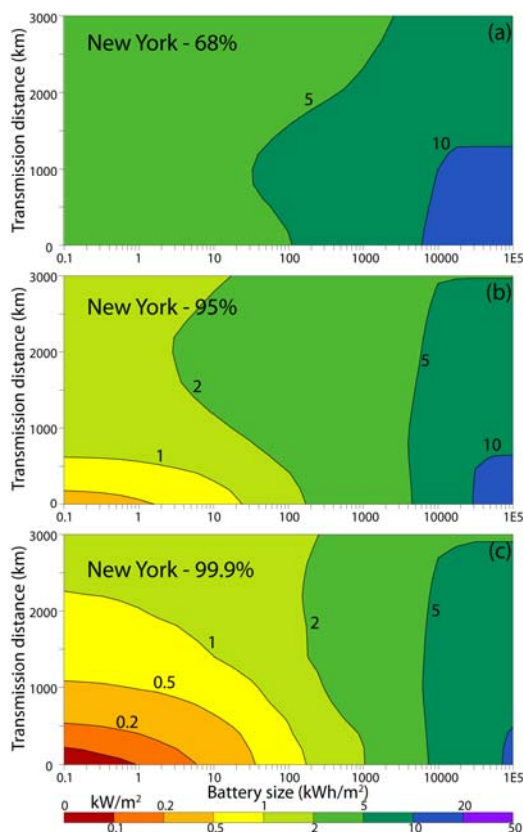 3000
New York - 68%
(a)
2000
5
10
1000
0
Transmission distance (km)
0.1 1 10 100 1000 10000 1E5
3000
New York - 95%
(b)
2000
2
5
1000
1
10
0
Transmission distance (km)
0.1 1 10 100 1000 10000 1E5
3000
New York - 99.9%
(c)
2000
1
2
5
1000
0.5
0.2
0
Transmission distance (km)
0.1 1 10 100 1000 10000 1E5
Battery size (kWh/m²)
0 kW/m² 0.2 1 5 20
0.1 0.5 2 10 50